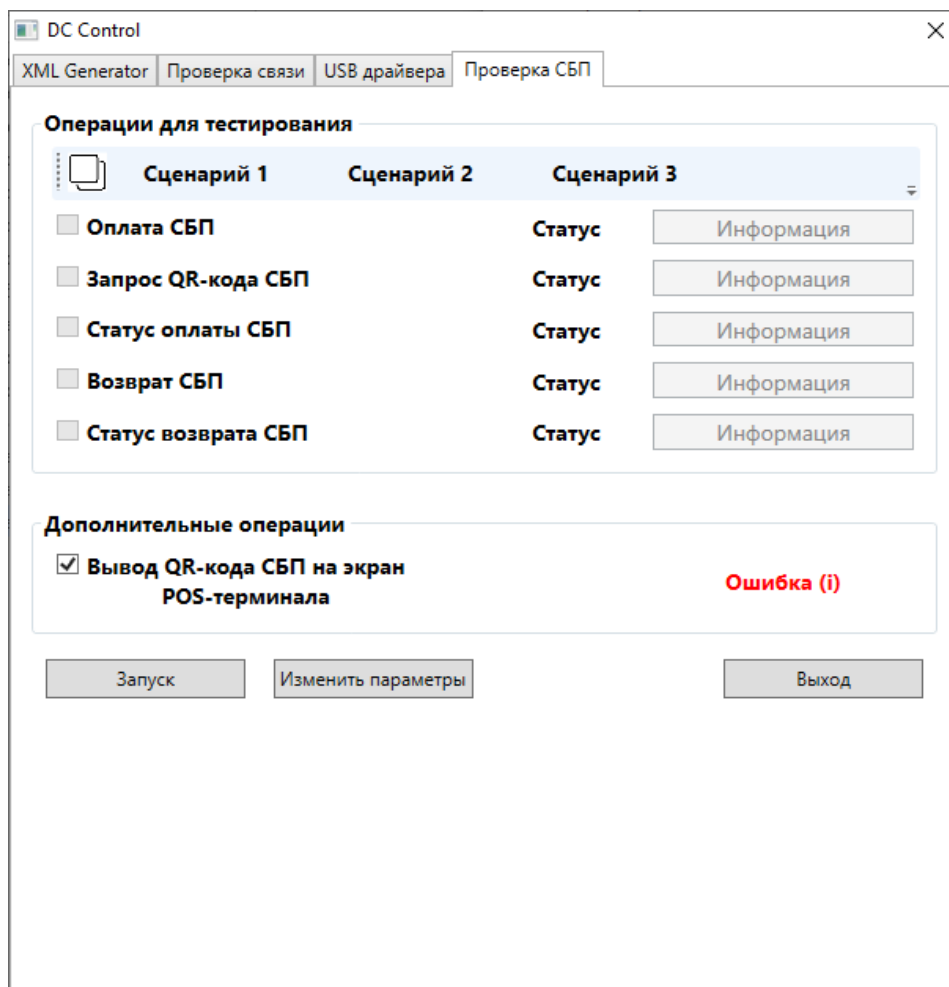 DC Control
XML Generator Проверка связи USB драйвера Проверка СБП
Операции для тестирования
Сценарий 1 Сценарий 2 Сценарий 3
Оплата СБП Статус Информация
Запрос QR-кода СБП Статус Информация
Статус оплаты СБП Статус Информация
Возврат СБП Статус Информация
Статус возврата СБП Статус Информация
Дополнительные операции
Вывод QR-кода СБП на экран
POS-терминала
Ошибка (i)
Запуск Изменить параметры Выход